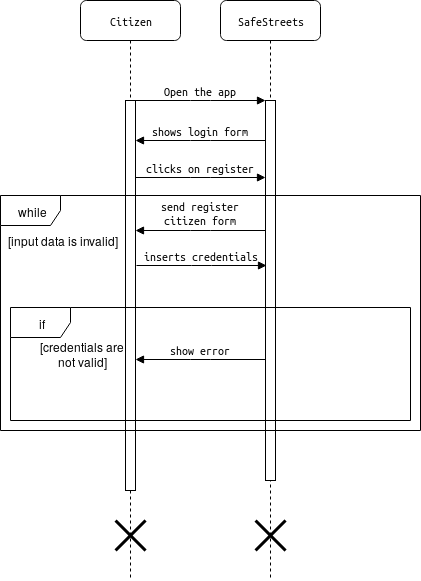 Citizen
SafeStreets
Open the app
shows login form
clicks on register
while
send register
citizen form
[input data is invalid]
inserts credentials
if
[credentials are
not valid]
show error